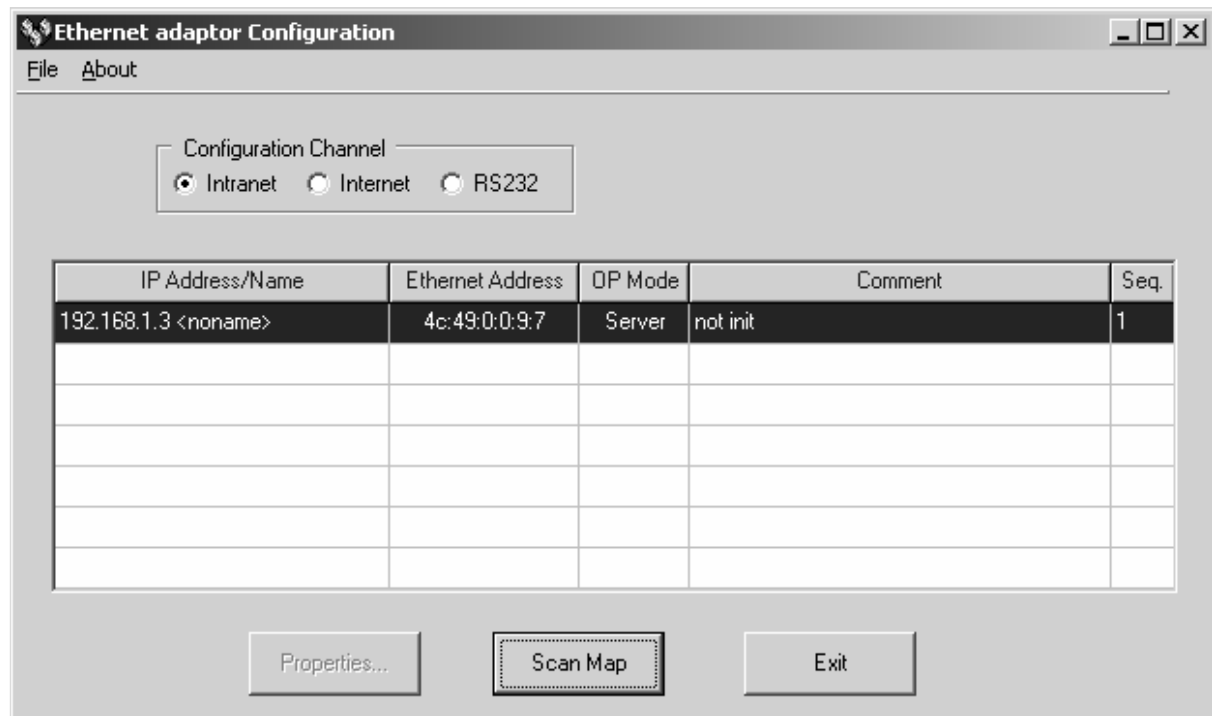 Ethernet adaptor Configuration
File About
Configuration Channel
Intranet Internet RS232
IP Address/Name Ethernet Address OP Mode Comment Seq.
192.168.1.3 <noname> 4c:49:0:0:9:7 Server not init 1
Properties... Scan Map Exit